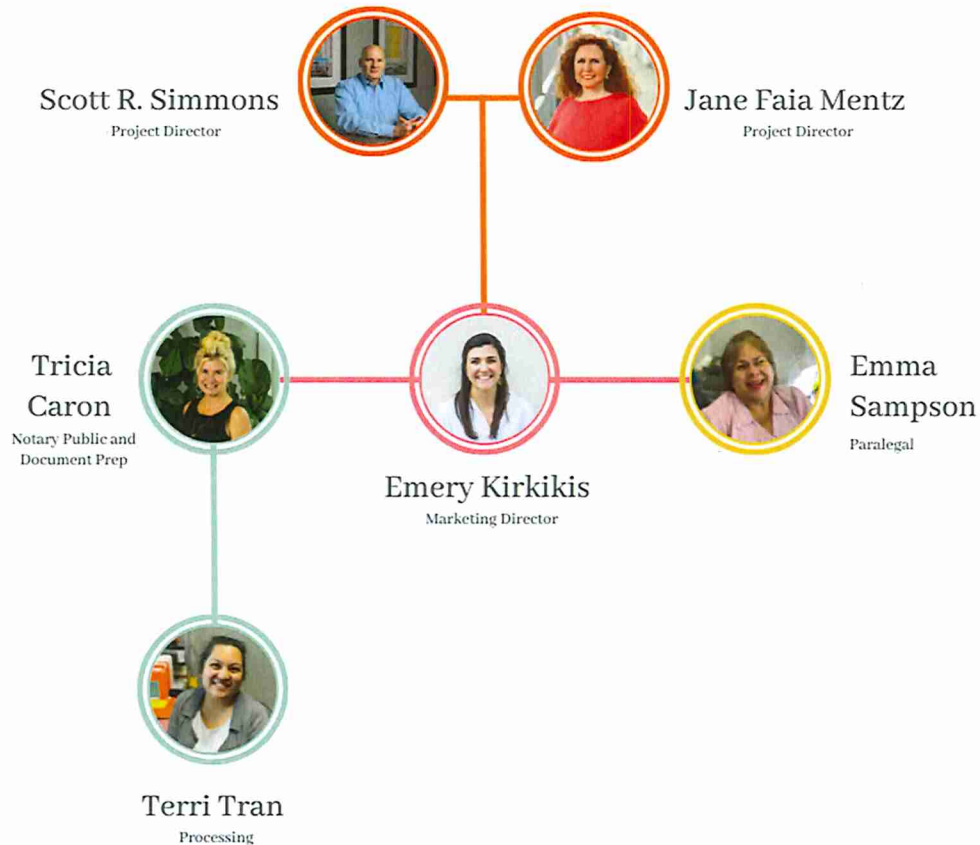 Scott R. Simmons
Project Director
Jane Faia Mentz
Project Director
Tricia
Caron
Notary Public and
Document Prep
Emery Kirkikis
Marketing Director
Emma
Sampson
Paralegal
Terri Tran
Processing